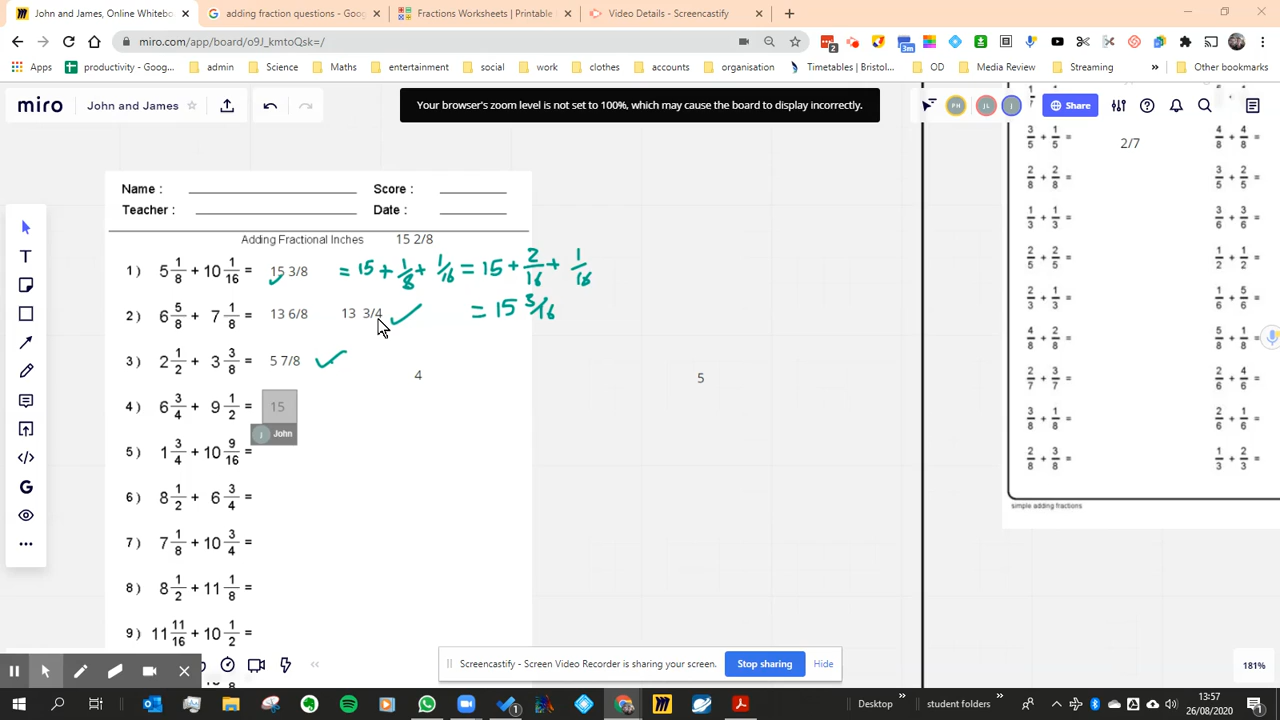 John and James, Online Whitebo
adding fraction questions - Goog
Fractions Worksheets | Printable
Video Details - Screencastify
miro.com/app/board/o9J_kmtoQsk=/
Apps
productivity - Goog...
admin
Science
Maths
entertainment
social
work
clothes
accounts
organisation
Timetables | Bristol...
OD
Media Review
Streaming
Other bookmarks
miro
John and James
Your browser's zoom level is not set to 100%, which may cause the board to display incorrectly.
PH
JL
j
Share
Name :
Score :
Teacher :
Date :
Adding Fractional Inches 15 2/8
1 ) 5 1/8 + 10 1/16 = 15 3/8 = 15 + 1/8 + 1/16 = 15 + 2/16 + 1/16
2 ) 6 5/8 + 7 1/8 = 13 6/8 13 3/4 ✓ = 15 3/16
3 ) 2 1/2 + 3 3/8 = 5 7/8 ✓
4
5
4 ) 6 3/4 + 9 1/2 = 15
j John
5 ) 1 3/4 + 10 9/16 =
6 ) 8 1/2 + 6 3/4 =
7 ) 7 1/8 + 10 3/4 =
8 ) 8 1/2 + 11 1/8 =
9 ) 11 11/16 + 10 1/2 =
3/5 + 1/5 = 2/7 4/8 + 4/8 =
2/8 + 2/8 = 3/5 + 2/5 =
1/3 + 1/3 = 3/6 + 3/6 =
2/5 + 2/5 = 1/2 + 1/2 =
2/3 + 1/3 = 1/6 + 5/6 =
4/8 + 2/8 = 5/8 + 1/8 =
2/7 + 3/7 = 2/6 + 4/6 =
3/8 + 1/8 = 2/6 + 1/6 =
2/8 + 3/8 = 1/3 + 2/3 =
simple adding fractions
Screencastify - Screen Video Recorder is sharing your screen.
Stop sharing
Hide
181%
Desktop
student folders
13:57
26/08/2020